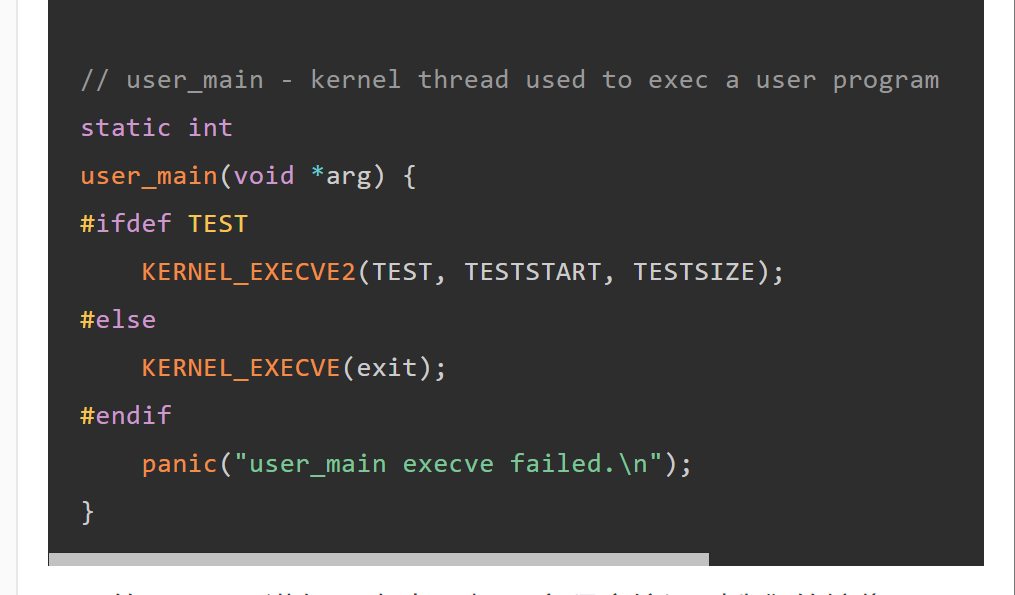 // user_main - kernel thread used to exec a user program
static int
user_main(void *arg) {
#ifdef TEST
    KERNEL_EXECVE2(TEST, TESTSTART, TESTSIZE);
#else
    KERNEL_EXECVE(exit);
#endif
    panic("user_main execve failed.\n");
}